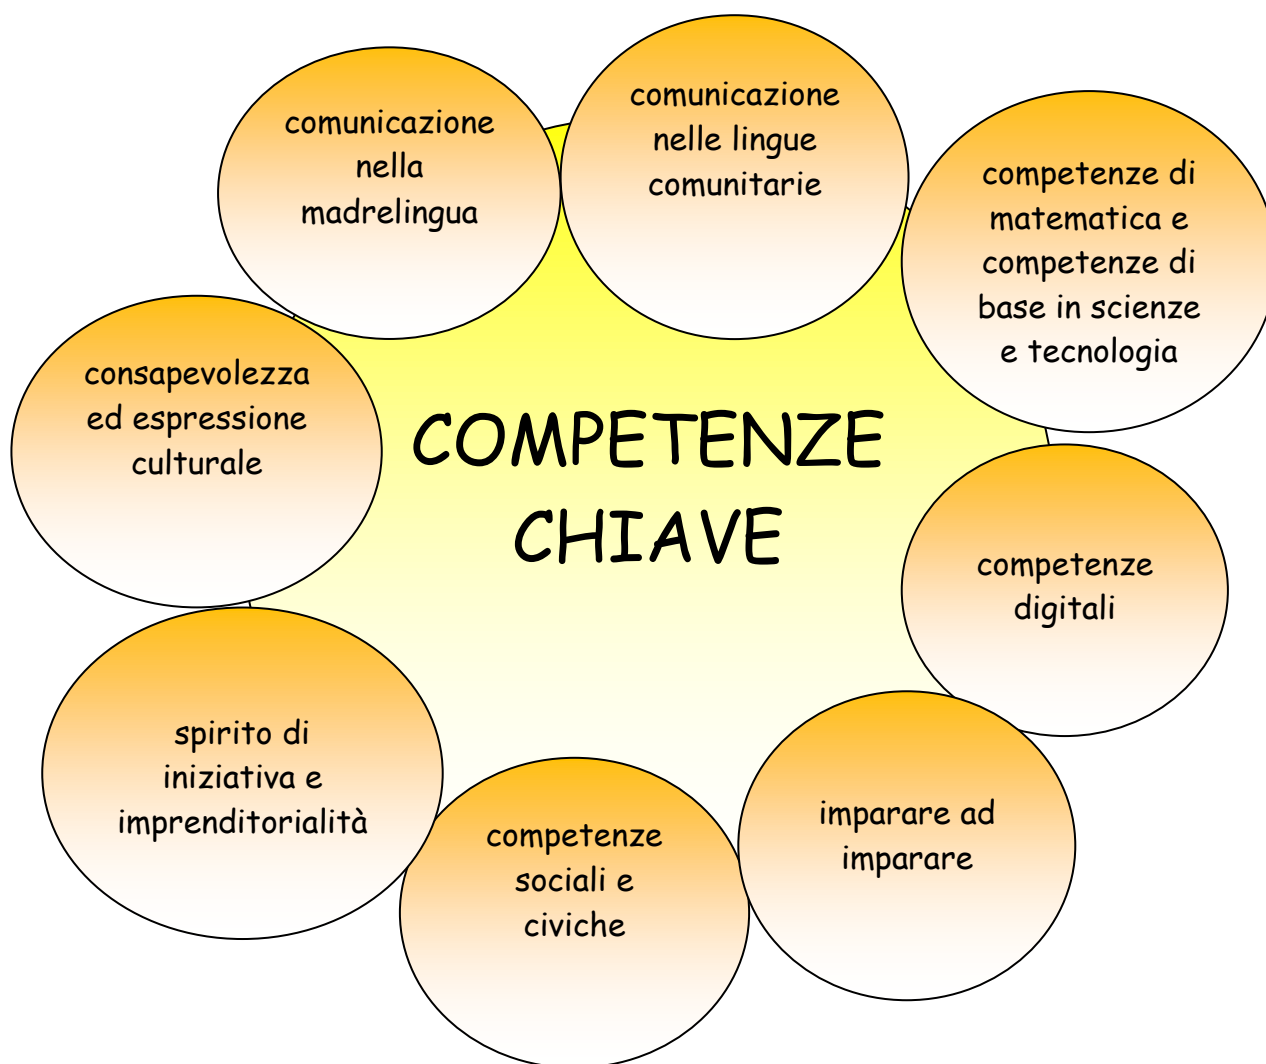 comunicazione
nella
madrelingua
comunicazione
nelle lingue
comunitarie
competenze di
matematica e
competenze di
base in scienze
e tecnologia
consapevolezza
ed espressione
culturale
COMPETENZE
CHIAVE
competenze
digitali
spirito di
iniziativa e
imprenditorialità
competenze
sociali e
civiche
imparare ad
imparare